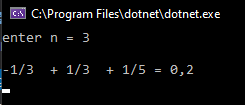 C:\Program Files\dotnet\dotnet.exe
enter n = 3
-1/3  + 1/3  + 1/5 = 0,2